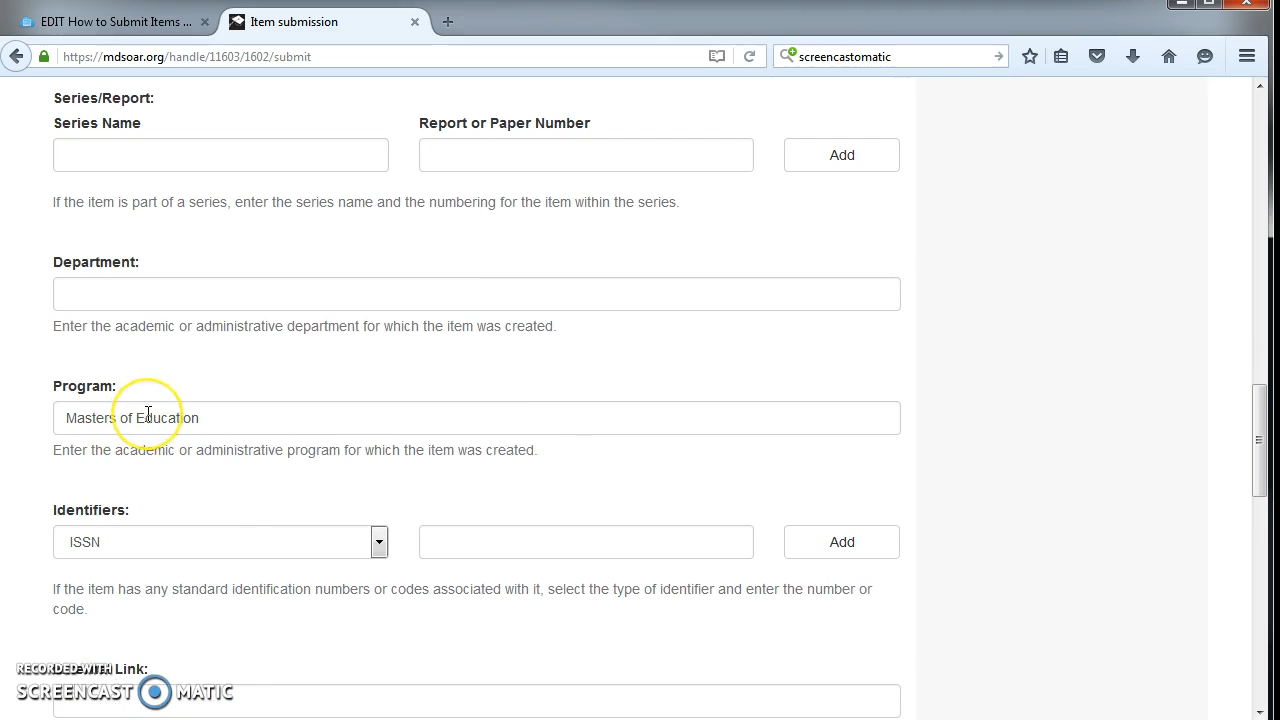 EDIT How to Submit Items ...
Item submission
https://mdsoar.org/handle/11603/1602/submit
screencastomatic
Series/Report:
Series Name
Report or Paper Number
Add
If the item is part of a series, enter the series name and the numbering for the item within the series.
Department:
Enter the academic or administrative department for which the item was created.
Program:
Masters of Education
Enter the academic or administrative program for which the item was created.
Identifiers:
ISSN
Add
If the item has any standard identification numbers or codes associated with it, select the type of identifier and enter the number or
code.
Link:
RECORDED WITH
SCREENCAST MATIC